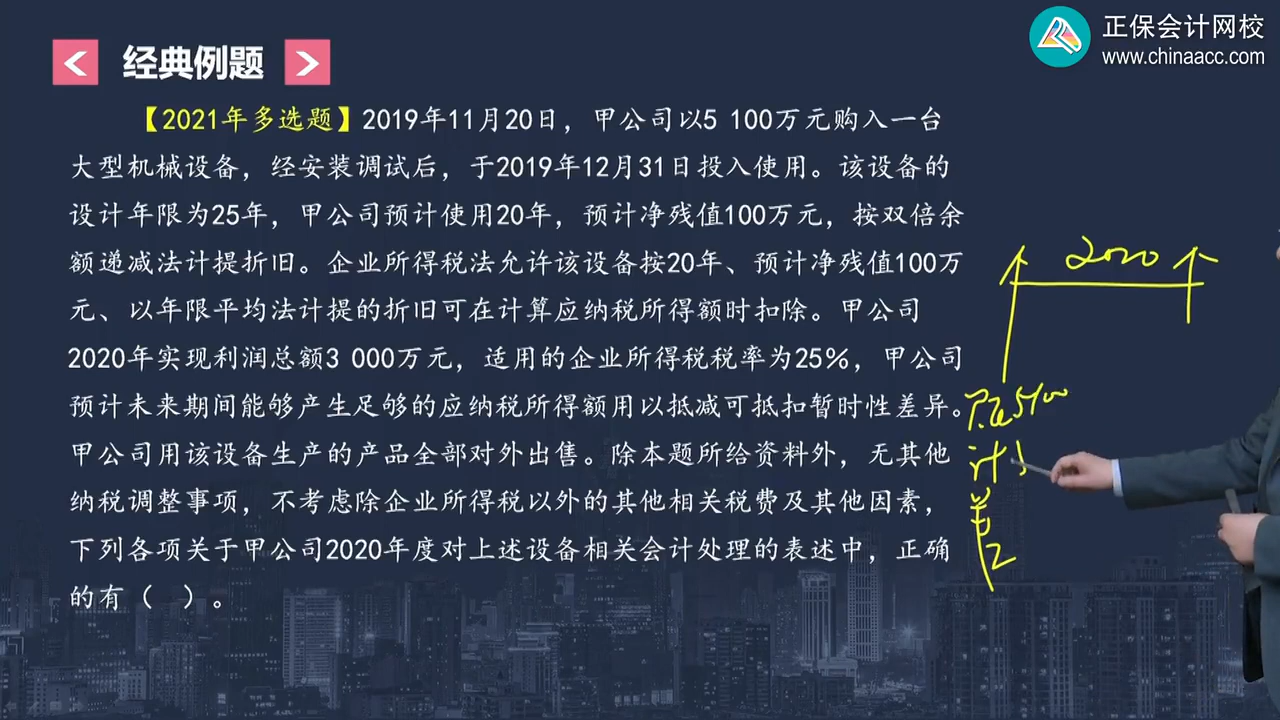 正保会计网校
www.chinaacc.com
经典例题
【2021年多选题】2019年11月20日，甲公司以5 100万元购入一台
大型机械设备，经安装调试后，于2019年12月31日投入使用。该设备的
设计年限为25年，甲公司预计使用20年，预计净残值100万元，按双倍余
额递减法计提折旧。企业所得税法允许该设备按20年、预计净残值100万
元、以年限平均法计提的折旧可在计算应纳税所得额时扣除。甲公司
2020年实现利润总额3 000万元，适用的企业所得税税率为25%，甲公司
预计未来期间能够产生足够的应纳税所得额用以抵减可抵扣暂时性差异。
甲公司用该设备生产的产品全部对外出售。除本题所给资料外，无其他
纳税调整事项，不考虑除企业所得税以外的其他相关税费及其他因素，
下列各项关于甲公司2020年度对上述设备相关会计处理的表述中，正确
的有（ ）。
2020
5100